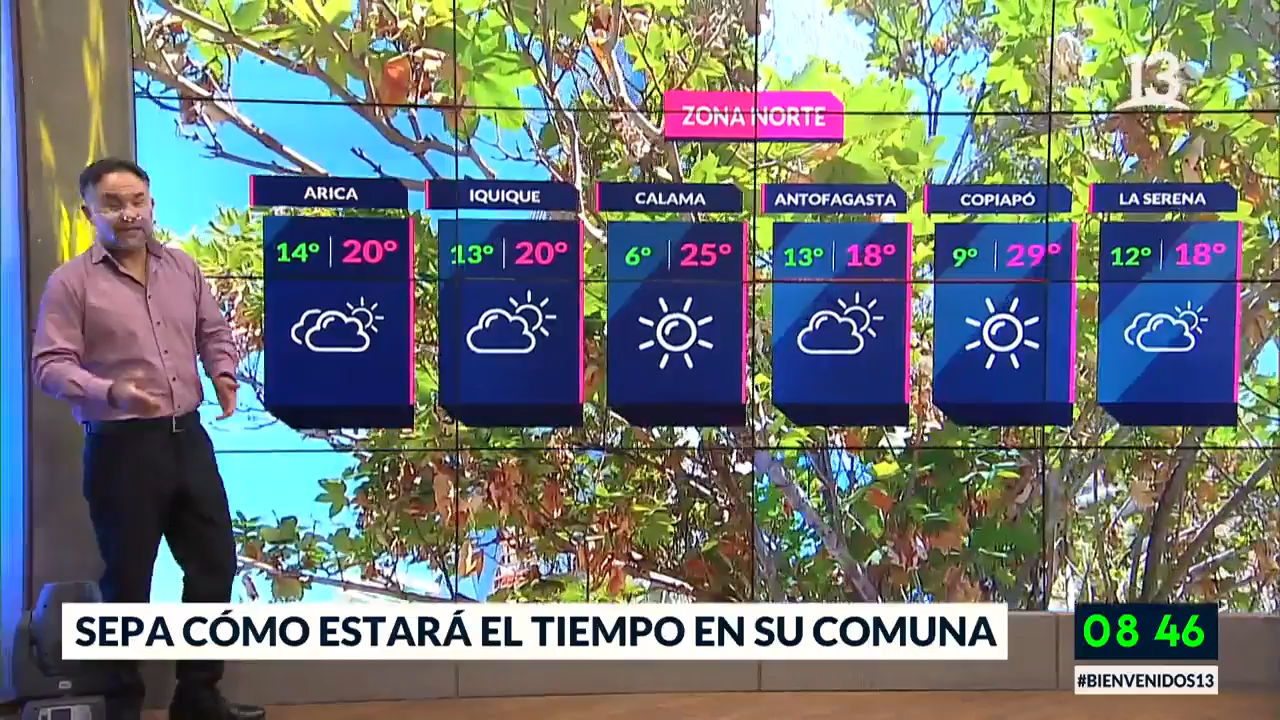 13
ZONA NORTE
ARICA
14° 20°
IQUIQUE
13° 20°
CALAMA
6° 25°
ANTOFAGASTA
13° 18°
COPIAPÓ
9° 29°
LA SERENA
12° 18°
SEPA CÓMO ESTARÁ EL TIEMPO EN SU COMUNA
08 46
#BIENVENIDOS13